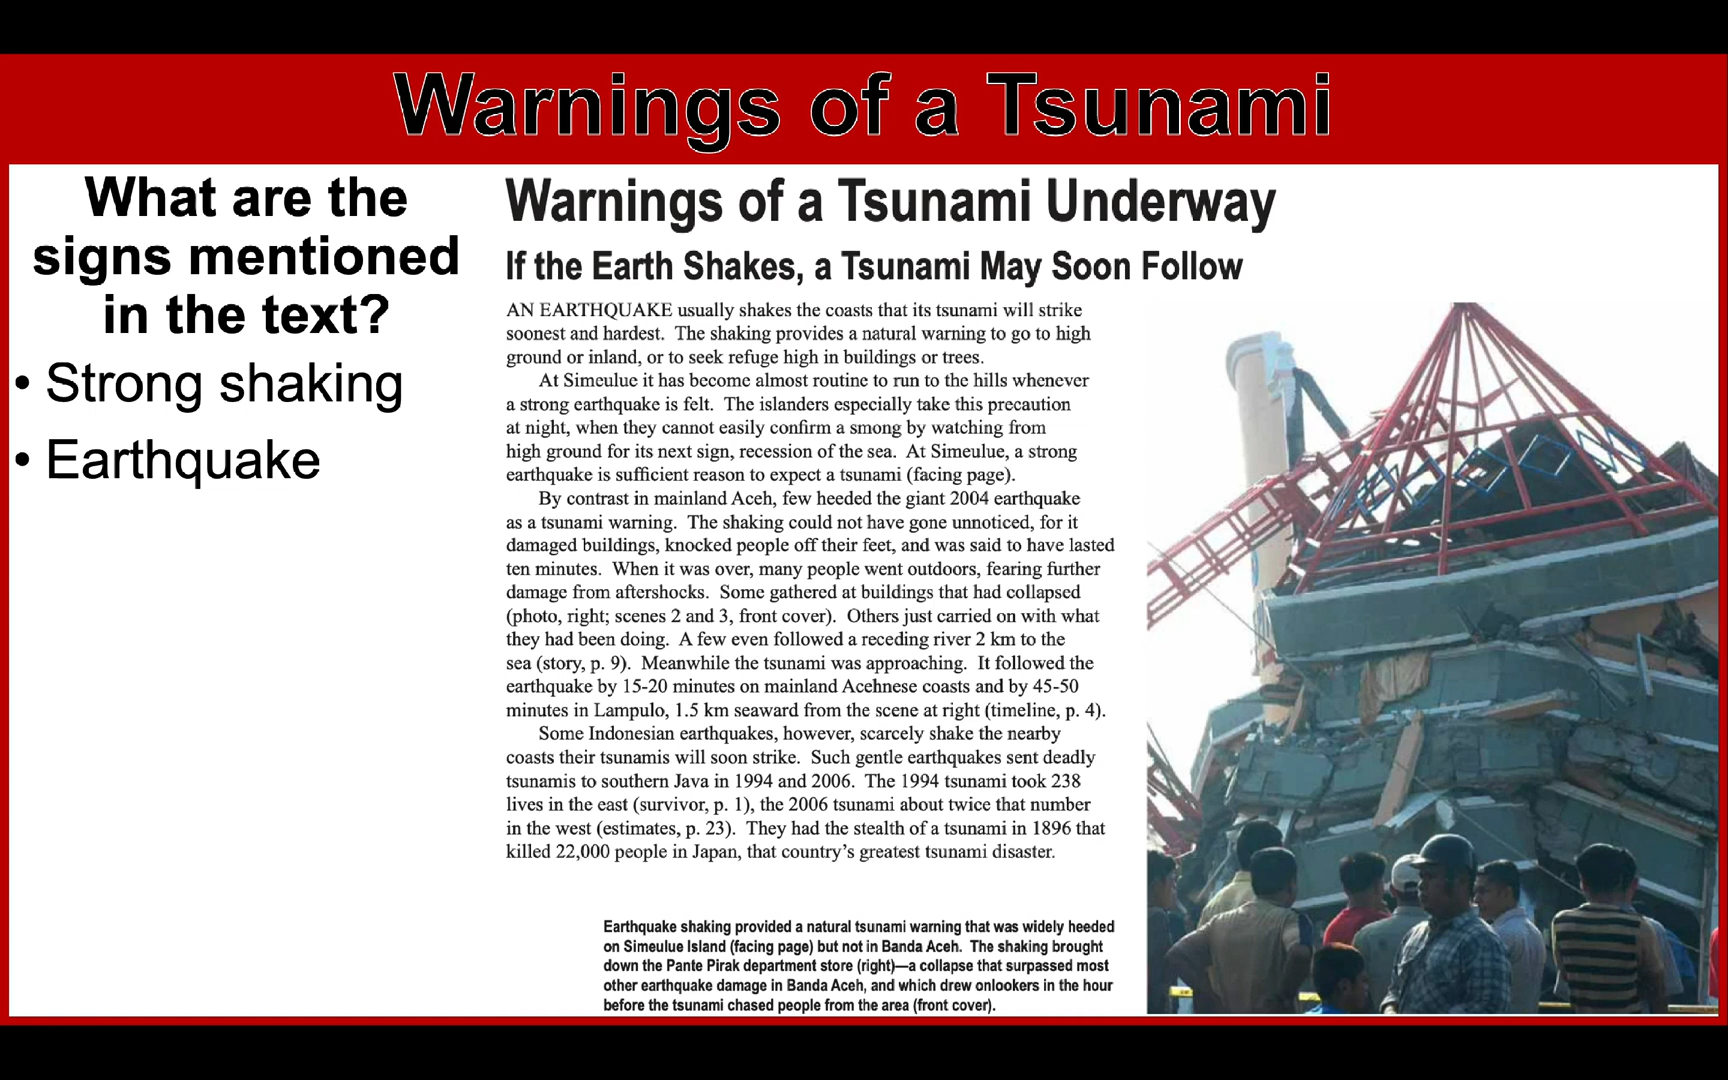 Warnings of a Tsunami
What are the
signs mentioned
in the text?
• Strong shaking
• Earthquake
Warnings of a Tsunami Underway
If the Earth Shakes, a Tsunami May Soon Follow
AN EARTHQUAKE usually shakes the coasts that its tsunami will strike
soonest and hardest. The shaking provides a natural warning to go to high
ground or inland, or to seek refuge high in buildings or trees.
At Simeulue it has become almost routine to run to the hills whenever
a strong earthquake is felt. The islanders especially take this precaution
at night, when they cannot easily confirm a smong by watching from
high ground for its next sign, recession of the sea. At Simeulue, a strong
earthquake is sufficient reason to expect a tsunami (facing page).
By contrast in mainland Aceh, few heeded the giant 2004 earthquake
as a tsunami warning. The shaking could not have gone unnoticed, for it
damaged buildings, knocked people off their feet, and was said to have lasted
ten minutes. When it was over, many people went outdoors, fearing further
damage from aftershocks. Some gathered at buildings that had collapsed
(photo, right; scenes 2 and 3, front cover). Others just carried on with what
they had been doing. A few even followed a receding river 2 km to the
sea (story, p. 9). Meanwhile the tsunami was approaching. It followed the
earthquake by 15-20 minutes on mainland Acehnese coasts and by 45-50
minutes in Lampulo, 1.5 km seaward from the scene at right (timeline, p. 4).
Some Indonesian earthquakes, however, scarcely shake the nearby
coasts their tsunamis will soon strike. Such gentle earthquakes sent deadly
tsunamis to southern Java in 1994 and 2006. The 1994 tsunami took 238
lives in the east (survivor, p. 1), the 2006 tsunami about twice that number
in the west (estimates, p. 23). They had the stealth of a tsunami in 1896 that
killed 22,000 people in Japan, that country’s greatest tsunami disaster.
Earthquake shaking provided a natural tsunami warning that was widely heeded
on Simeulue Island (facing page) but not in Banda Aceh. The shaking brought
down the Pante Pirak department store (right)—a collapse that surpassed most
other earthquake damage in Banda Aceh, and which drew onlookers in the hour
before the tsunami chased people from the area (front cover).